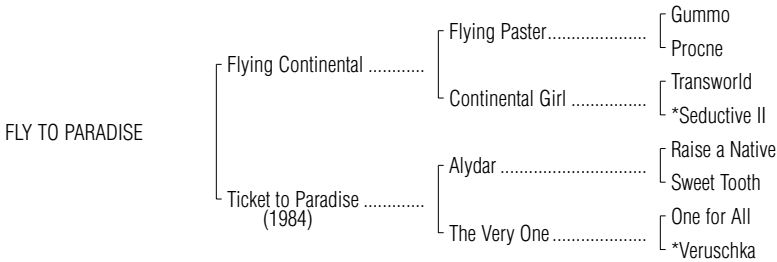 Gummo
Flying Paster.....................
Procne
Flying Continental ............
Transworld
Continental Girl ................
*Seductive II
FLY TO PARADISE
Raise a Native
Alydar ...............................
Sweet Tooth
Ticket to Paradise .............
(1984)
One for All
The Very One....................
*Veruschka